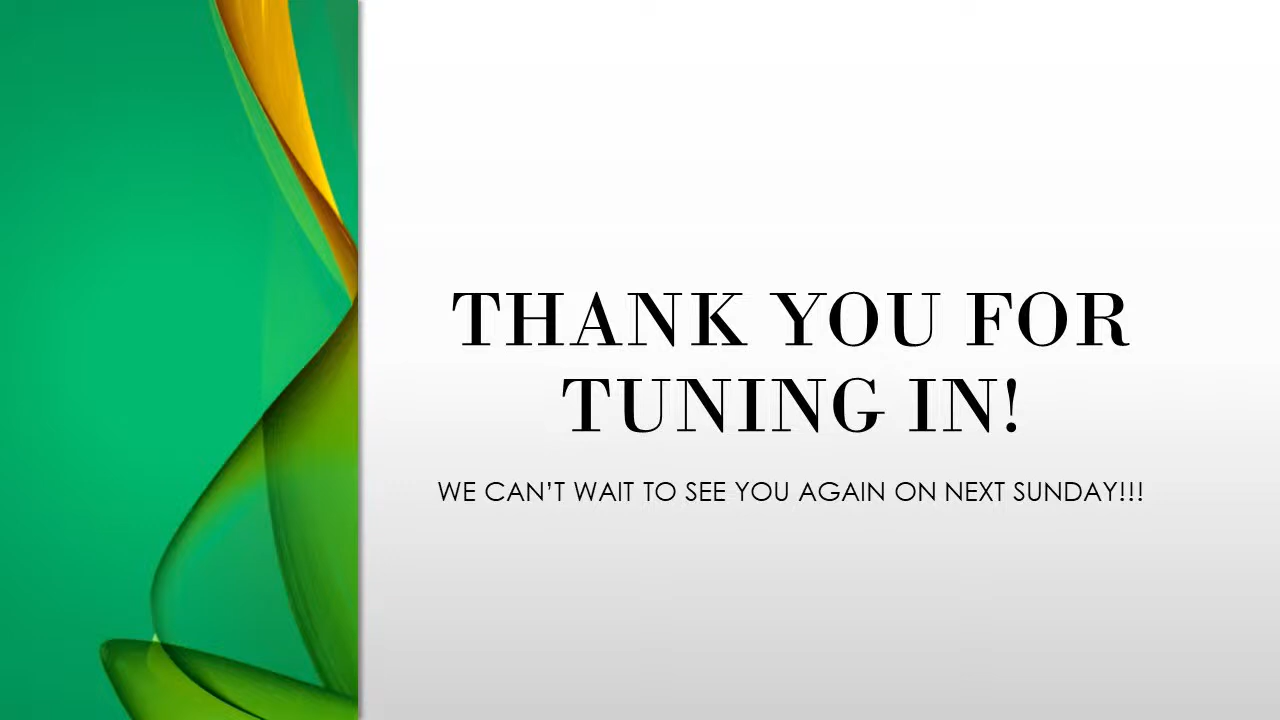 THANK YOU FOR
TUNING IN!
WE CAN’T WAIT TO SEE YOU AGAIN ON NEXT SUNDAY!!!